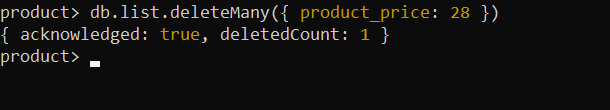 product> db.list.deleteMany({ product_price: 28 })
{ acknowledged: true, deletedCount: 1 }
product>